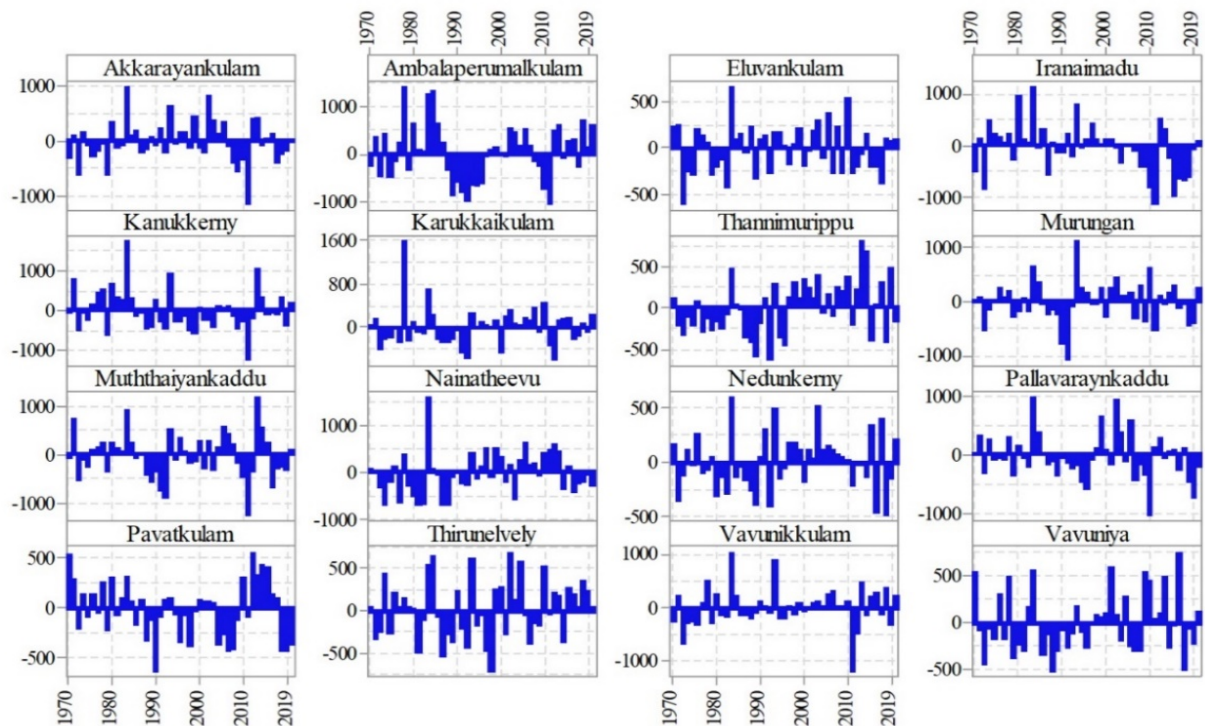 1970 1980 1990 2000 2010 2019 1970 1980 1990 2000 2010 2019
Akkarayankulam Ambalaperumalkulam Eluvankulam Iranaimadu
1000 1000 500 1000
0 0 0 0
-1000 -1000 -500 -1000
Kanukkerny Karukkaikulam Thannimurippu Murungan
1000 1600 500 1000
0 800 0 0
-1000 0 -500 -1000
Muththaiyankaddu Nainatheevu Nedunkerny Pallavaraynkaddu
1000 1000 500 1000
0 0 0 0
-1000 -1000 -500 -1000
Pavatkulam Thirunelvely Vavunikkulam Vavuniya
500 500 1000 500
0 0 0 0
-500 -500 -1000 -500
1970 1980 1990 2000 2010 2019 1970 1980 1990 2000 2010 2019